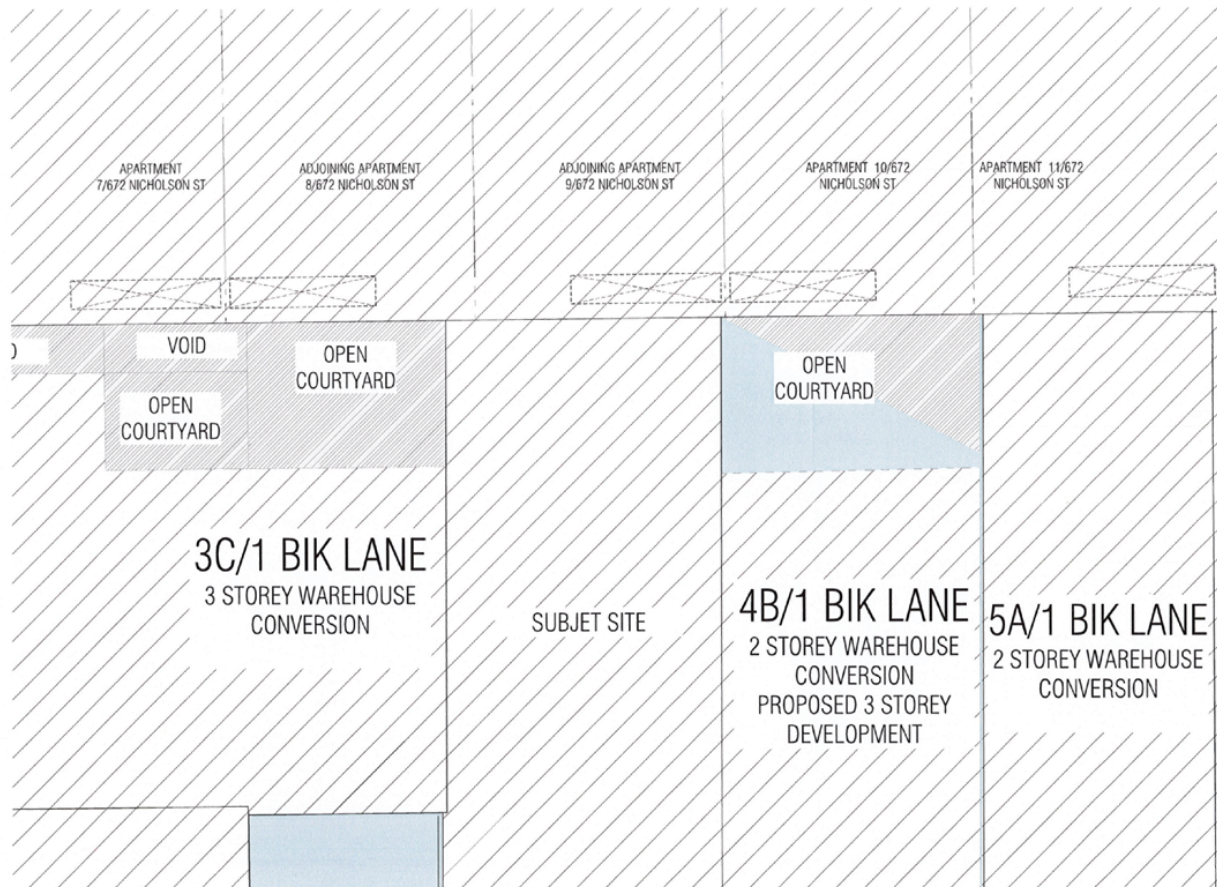 APARTMENT
7/672 NICHOLSON ST
ADJOINING APARTMENT
8/672 NICHOLSON ST
ADJOINING APARTMENT
9/672 NICHOLSON ST
APARTMENT 10/672
NICHOLSON ST
APARTMENT 11/672
NICHOLSON ST
D
VOID
OPEN
COURTYARD
OPEN
COURTYARD
OPEN
COURTYARD
3C/1 BIK LANE
3 STOREY WAREHOUSE
CONVERSION
SUBJET SITE
4B/1 BIK LANE
2 STOREY WAREHOUSE
CONVERSION
PROPOSED 3 STOREY
DEVELOPMENT
5A/1 BIK LANE
2 STOREY WAREHOUSE
CONVERSION